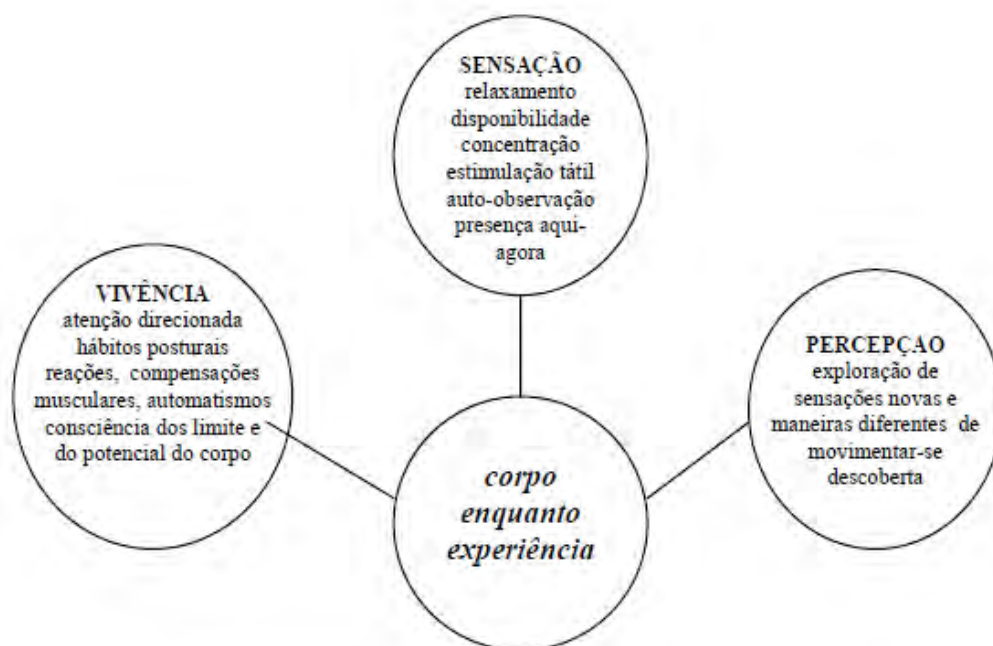 SENSAÇÃO
relaxamento
disponibilidade
concentração
estimulação tátil
auto-observação
presença aqui-
agora
VIVÊNCIA
atenção direcionada
hábitos posturais
reações, compensações
musculares, automatismos
consciência dos limite e
do potencial do corpo
PERCEPÇAO
exploração de
sensações novas e
maneiras diferentes de
movimentar-se
descoberta
corpo
enquanto
experiência